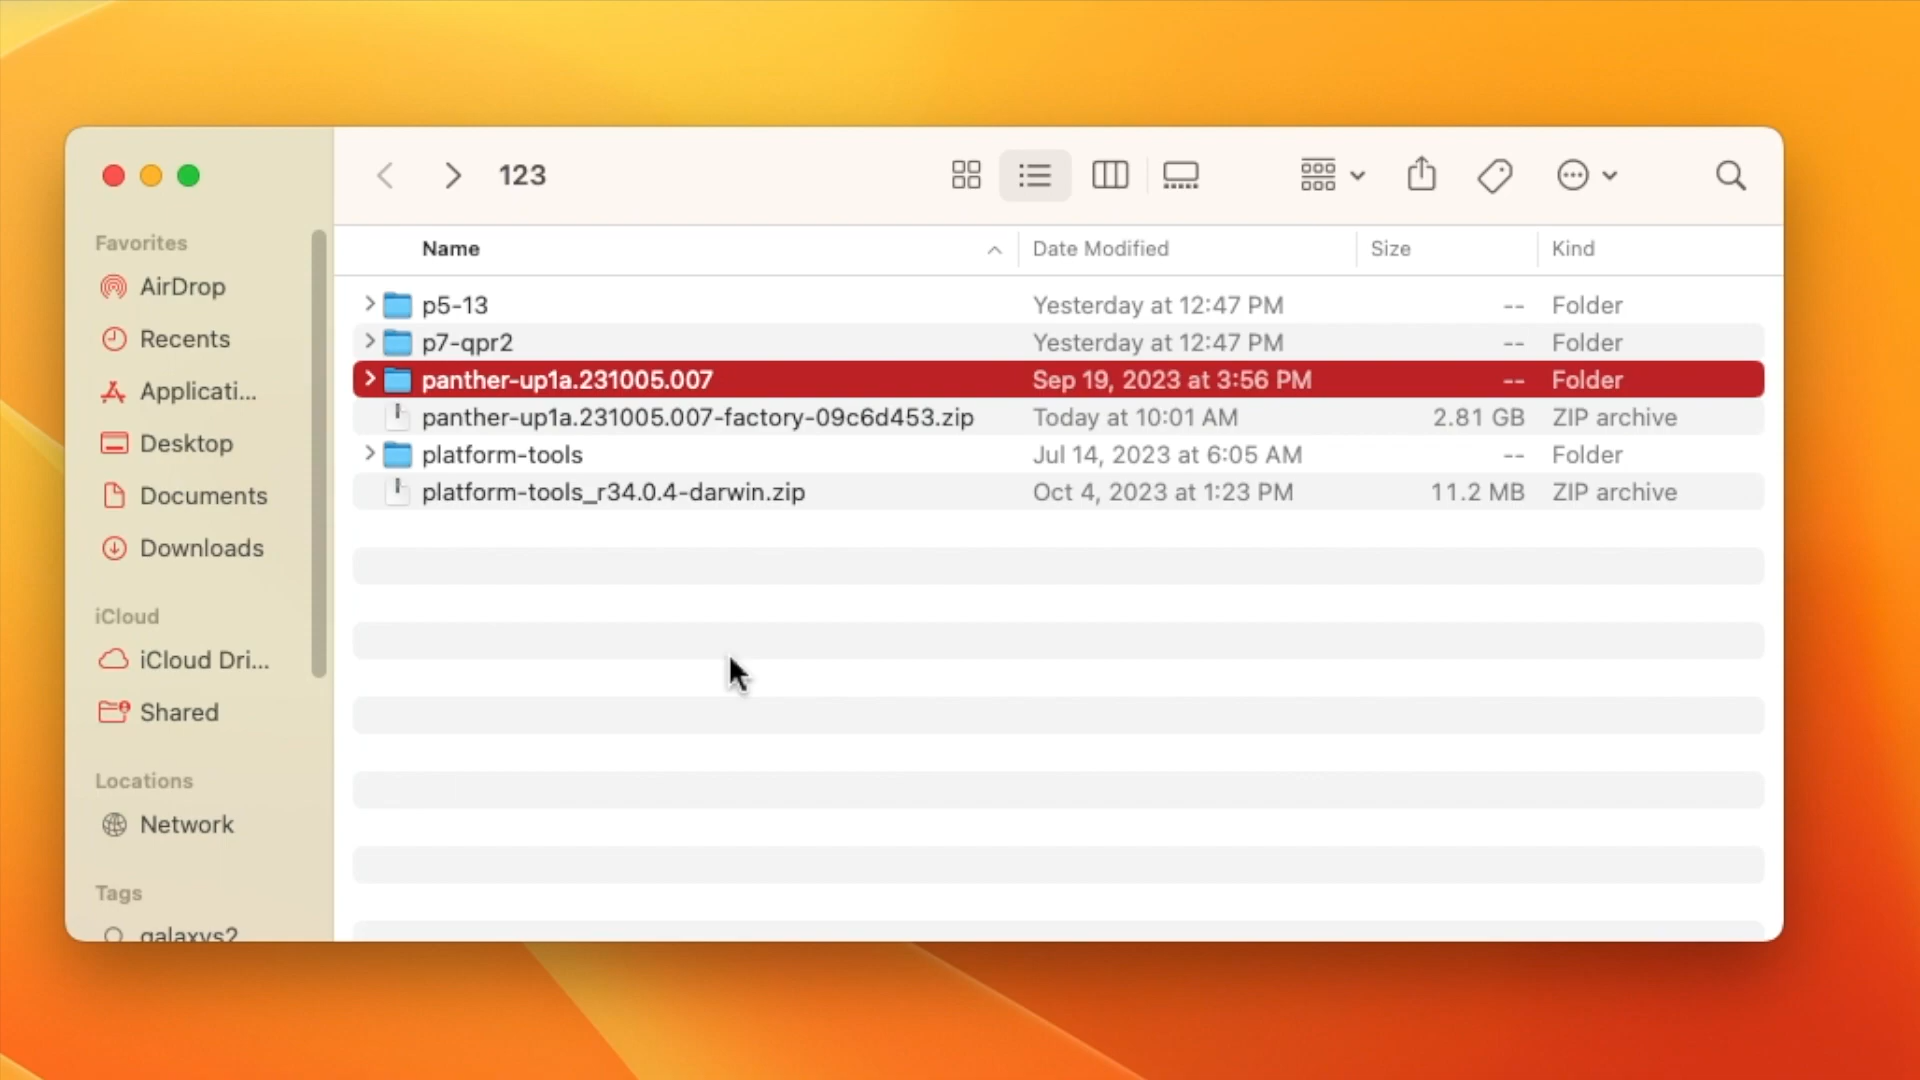 123
Favorites
AirDrop
Recents
Applicati...
Desktop
Documents
Downloads
iCloud
iCloud Dri...
Shared
Locations
Network
Tags
galaxys2
Name Date Modified Size Kind
p5-13 Yesterday at 12:47 PM -- Folder
p7-qpr2 Yesterday at 12:47 PM -- Folder
panther-up1a.231005.007 Sep 19, 2023 at 3:56 PM -- Folder
panther-up1a.231005.007-factory-09c6d453.zip Today at 10:01 AM 2.81 GB ZIP archive
platform-tools Jul 14, 2023 at 6:05 AM -- Folder
platform-tools_r34.0.4-darwin.zip Oct 4, 2023 at 1:23 PM 11.2 MB ZIP archive